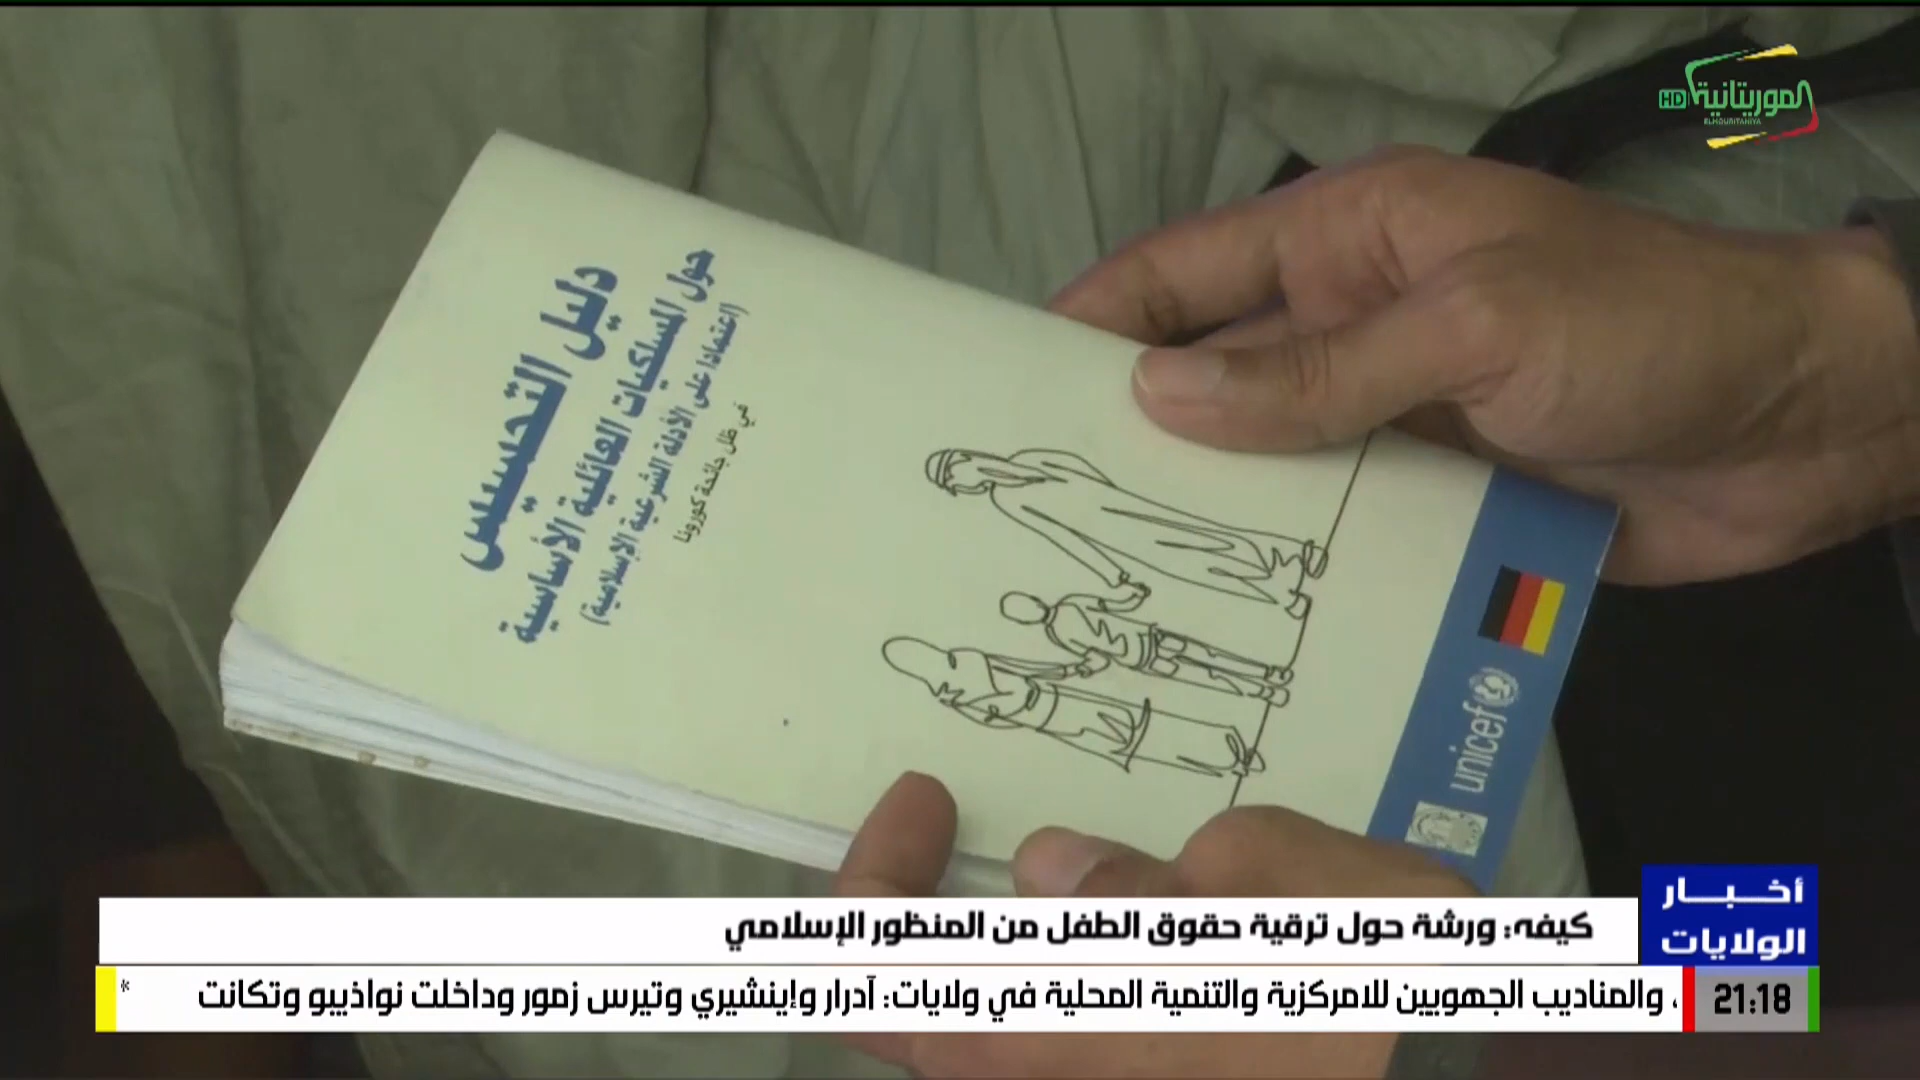 الموريتانية
HD
ELMOURITANIYA
دليل التحسيس
حول المسلكيات العائلية الأساسية
(اعتمادا على الأدلة الشرعية الإسلامية)
في ظل جائحة كورونا
unicef
أخبار
الولايات
كيفه: ورشة حول ترقية حقوق الطفل من المنظور الإسلامي
، والمناديب الجهويين للامركزية والتنمية المحلية في ولايات: آدرار وإينشيري وتيرس زمور وداخلت نواذيبو وتكانت *
21:18